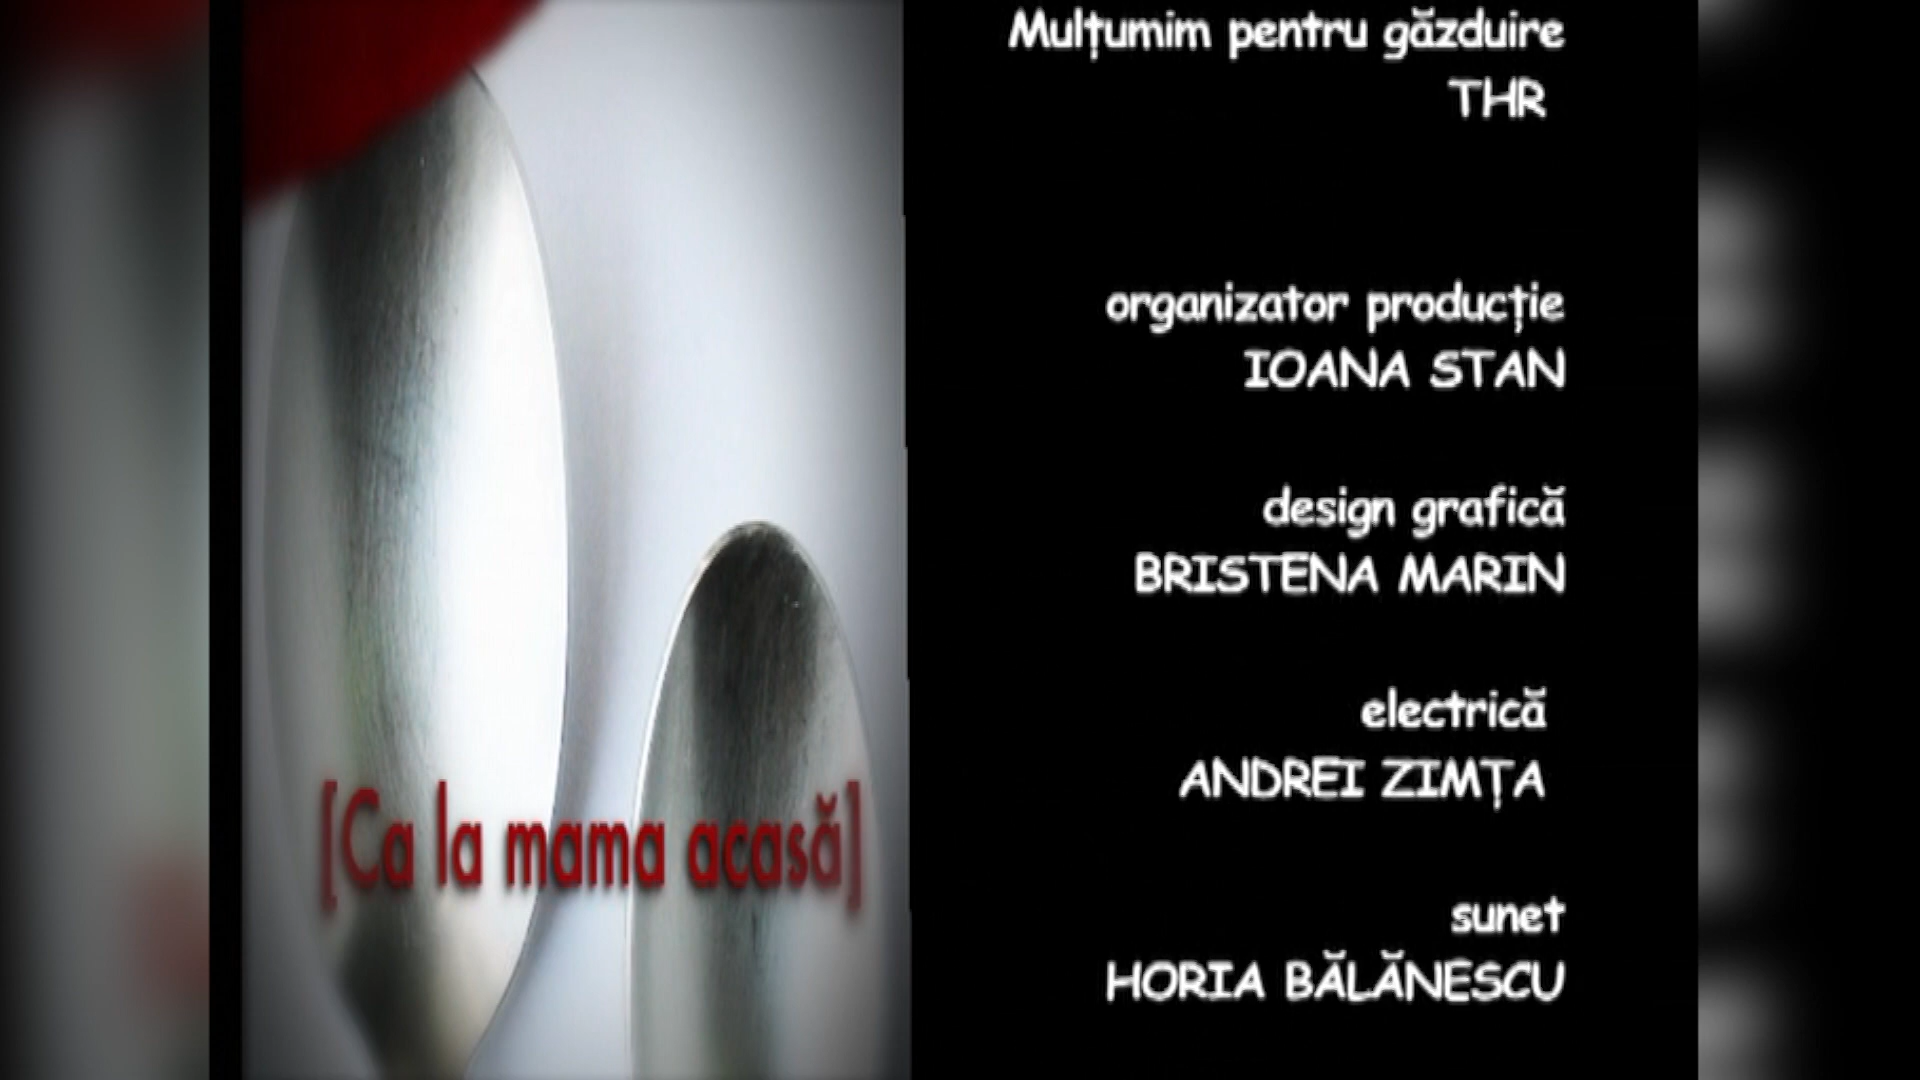 [Ca la mama acasă]
Mulțumim pentru găzduire
THR
organizator producție
IOANA STAN
design grafică
BRISTENA MARIN
electrică
ANDREI ZIMȚA
sunet
HORIA BĂLĂNESCU